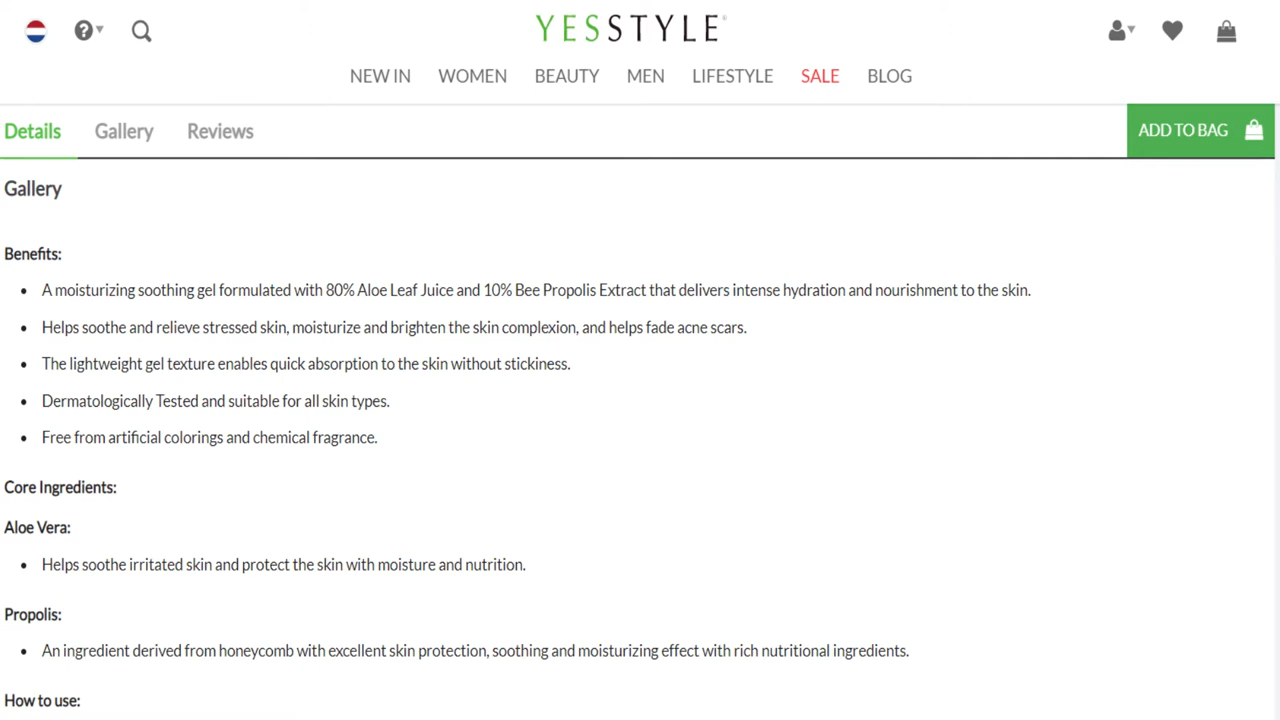 YESSTYLE®
NEW IN WOMEN BEAUTY MEN LIFESTYLE SALE BLOG
Details Gallery Reviews ADD TO BAG
Gallery
Benefits:
• A moisturizing soothing gel formulated with 80% Aloe Leaf Juice and 10% Bee Propolis Extract that delivers intense hydration and nourishment to the skin.
• Helps soothe and relieve stressed skin, moisturize and brighten the skin complexion, and helps fade acne scars.
• The lightweight gel texture enables quick absorption to the skin without stickiness.
• Dermatologically Tested and suitable for all skin types.
• Free from artificial colorings and chemical fragrance.
Core Ingredients:
Aloe Vera:
• Helps soothe irritated skin and protect the skin with moisture and nutrition.
Propolis:
• An ingredient derived from honeycomb with excellent skin protection, soothing and moisturizing effect with rich nutritional ingredients.
How to use: